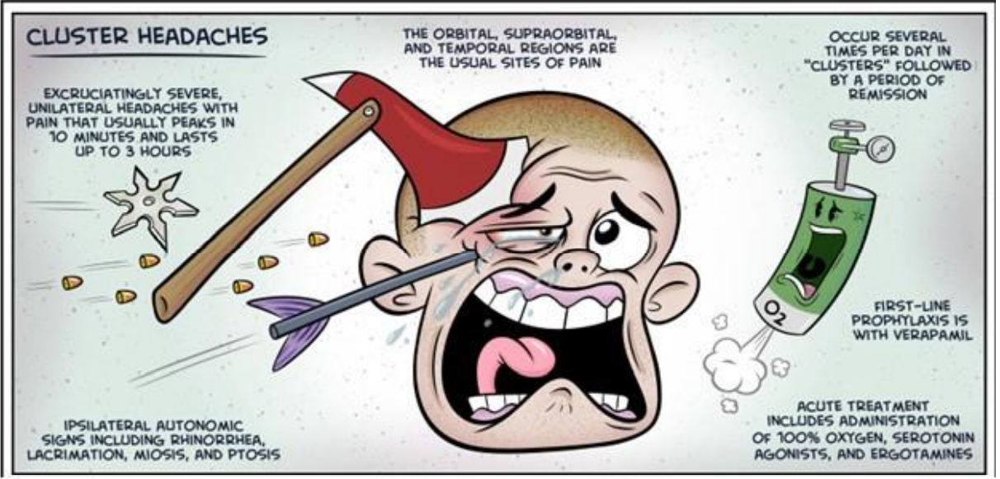 CLUSTER HEADACHES
EXCRUCIATINGLY SEVERE,
UNILATERAL HEADACHES WITH
PAIN THAT USUALLY PEAKS IN
10 MINUTES AND LASTS
UP TO 3 HOURS
THE ORBITAL, SUPRAORBITAL,
AND TEMPORAL REGIONS ARE
THE USUAL SITES OF PAIN
OCCUR SEVERAL
TIMES PER DAY IN
"CLUSTERS" FOLLOWED
BY A PERIOD OF
REMISSION
O2
FIRST-LINE
PROPHYLAXIS IS
WITH VERAPAMIL
IPSILATERAL AUTONOMIC
SIGNS INCLUDING RHINORRHEA,
LACRIMATION, MIOSIS, AND PTOSIS
ACUTE TREATMENT
INCLUDES ADMINISTRATION
OF 100% OXYGEN, SEROTONIN
AGONISTS, AND ERGOTAMINES